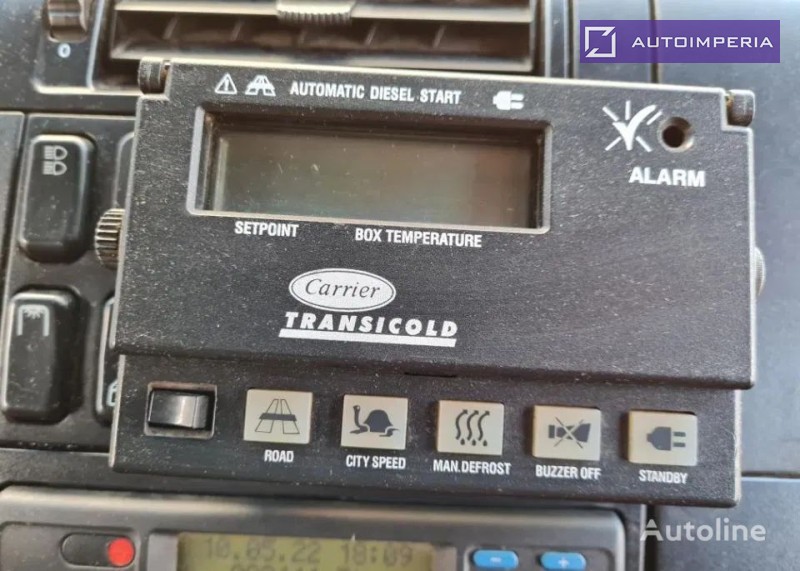 AUTOIMPERIA
AUTOMATIC DIESEL START
ALARM
SETPOINT BOX TEMPERATURE
Carrier
TRANSICOLD
ROAD
CITY SPEED
MAN.DEFROST
BUZZER OFF
STANDBY
Autoline
10.05.22 18:09